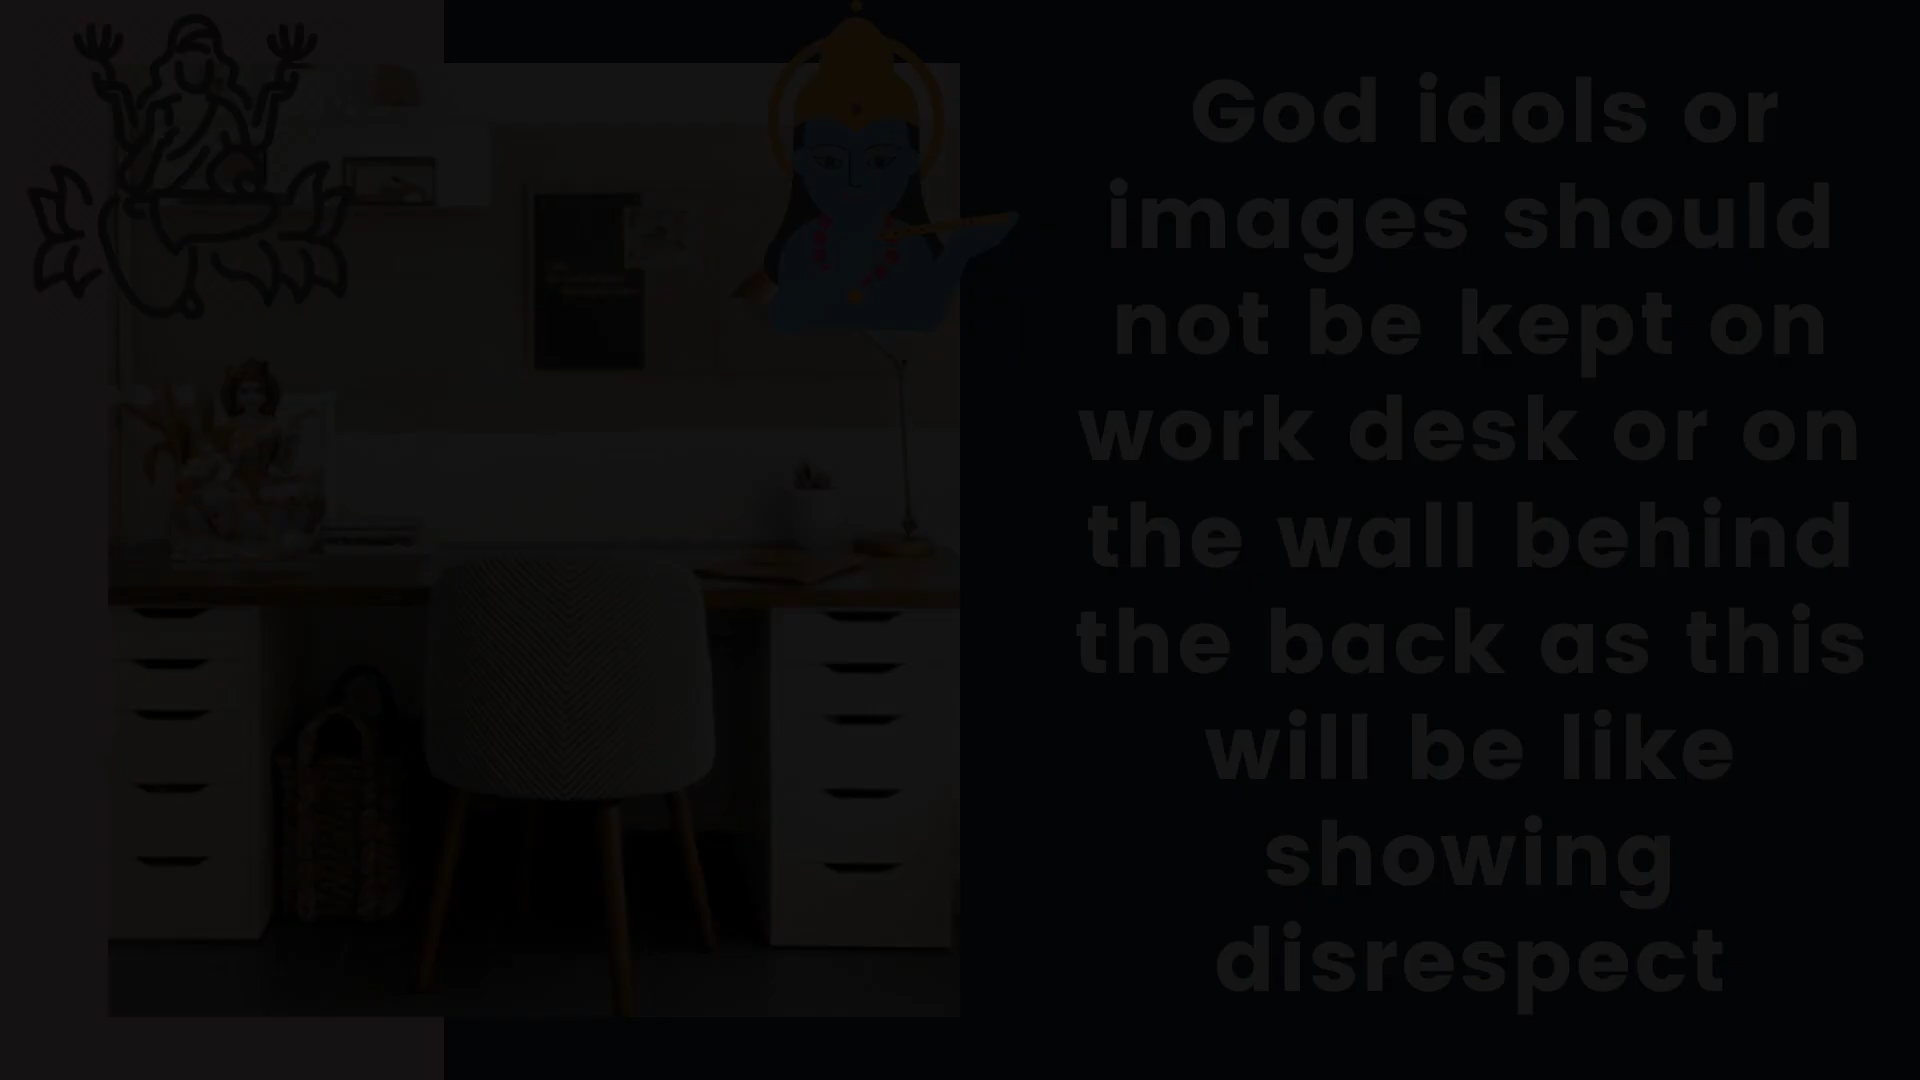 God idols or
images should
not be kept on
work desk or on
the wall behind
the back as this
will be like
showing
disrespect